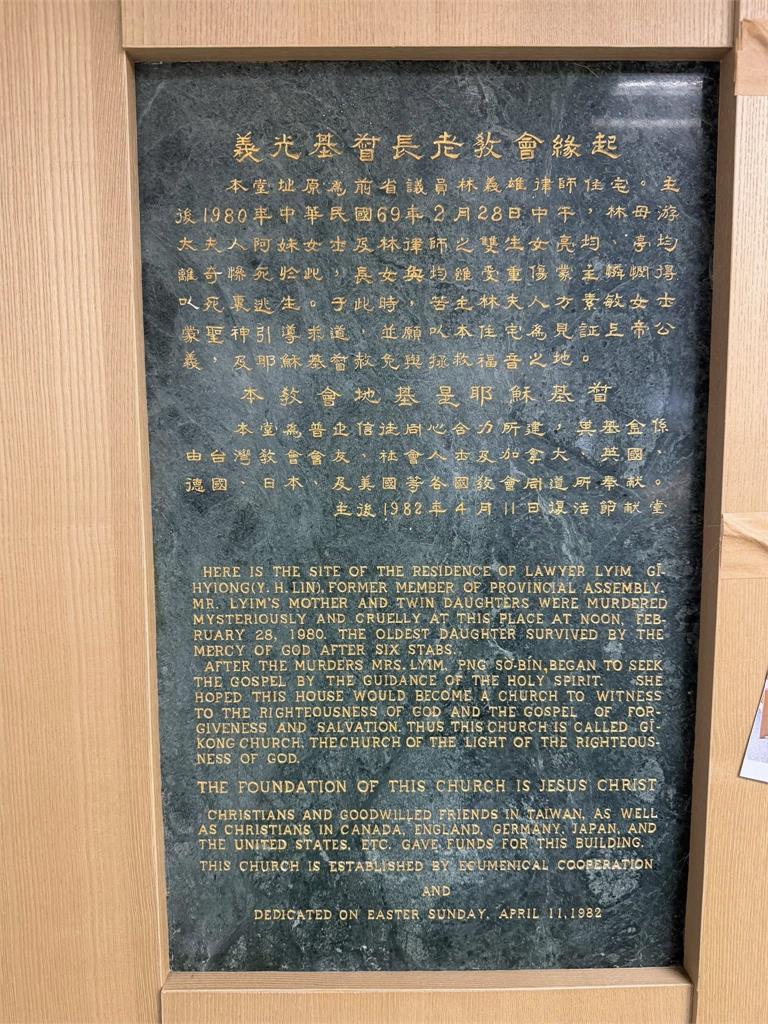 義光基督長老教會緣起
本堂址原為前省議員林義雄律師住宅。主
後1980年中華民國69年2月28日中午，林母游
太夫人阿妹女士及林律師之雙生女亮均、亭均
離奇慘死於此，長女奐均雖受重傷蒙主憐憫得
以死裏逃生。于此時，苦主林夫人方素敏女士
蒙聖神引導求道，並願以本住宅為見証上帝公
義，及耶穌基督赦免與拯救福音之地。
本教會地基是耶穌基督
本堂為普世信徒同心合力所建，奠基金係
由台灣教會會友、社會人士及加拿大、英國、
德國、日本、及美國等各國教會同道所奉献。
主後1982年4月11日復活節献堂
HERE IS THE SITE OF THE RESIDENCE OF LAWYER LYIM GĪ-
HYIONG(Y. H. LIN), FORMER MEMBER OF PROVINCIAL ASSEMBLY.
MR. LYIM'S MOTHER AND TWIN DAUGHTERS WERE MURDERED
MYSTERIOUSLY AND CRUELLY AT THIS PLACE AT NOON, FEB-
RUARY 28, 1980. THE OLDEST DAUGHTER SURVIVED BY THE
MERCY OF GOD AFTER SIX STABS.
AFTER THE MURDERS MRS. LYIM, PNG SO-BÍN, BEGAN TO SEEK
THE GOSPEL BY THE GUIDANCE OF THE HOLY SPIRIT. SHE
HOPED THIS HOUSE WOULD BECOME A CHURCH TO WITNESS
TO THE RIGHTEOUSNESS OF GOD AND THE GOSPEL OF FOR-
GIVENESS AND SALVATION. THUS THIS CHURCH IS CALLED GĪ-
KONG CHURCH, THE CHURCH OF THE LIGHT OF THE RIGHTEOUS-
NESS OF GOD.
THE FOUNDATION OF THIS CHURCH IS JESUS CHRIST
CHRISTIANS AND GOODWILLED FRIENDS IN TAIWAN, AS WELL
AS CHRISTIANS IN CANADA, ENGLAND, GERMANY, JAPAN, AND
THE UNITED STATES, ETC. GAVE FUNDS FOR THIS BUILDING.
THIS CHURCH IS ESTABLISHED BY ECUMENICAL COOPERATION
AND
DEDICATED ON EASTER SUNDAY, APRIL 11,1982